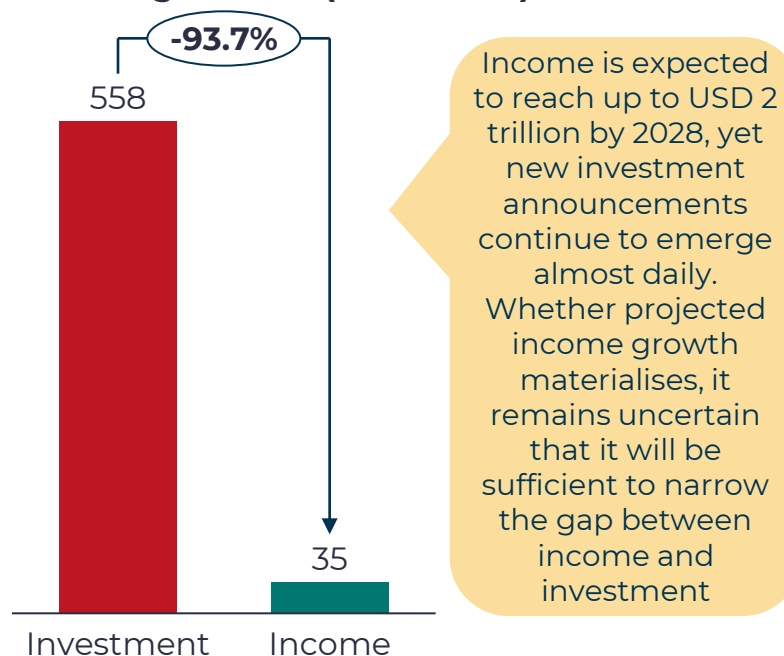 -93.7%
558
35
Investment
Income
Income is expected
to reach up to USD 2
trillion by 2028, yet
new investment
announcements
continue to emerge
almost daily.
Whether projected
income growth
materialises, it
remains uncertain
that it will be
sufficient to narrow
the gap between
income and
investment